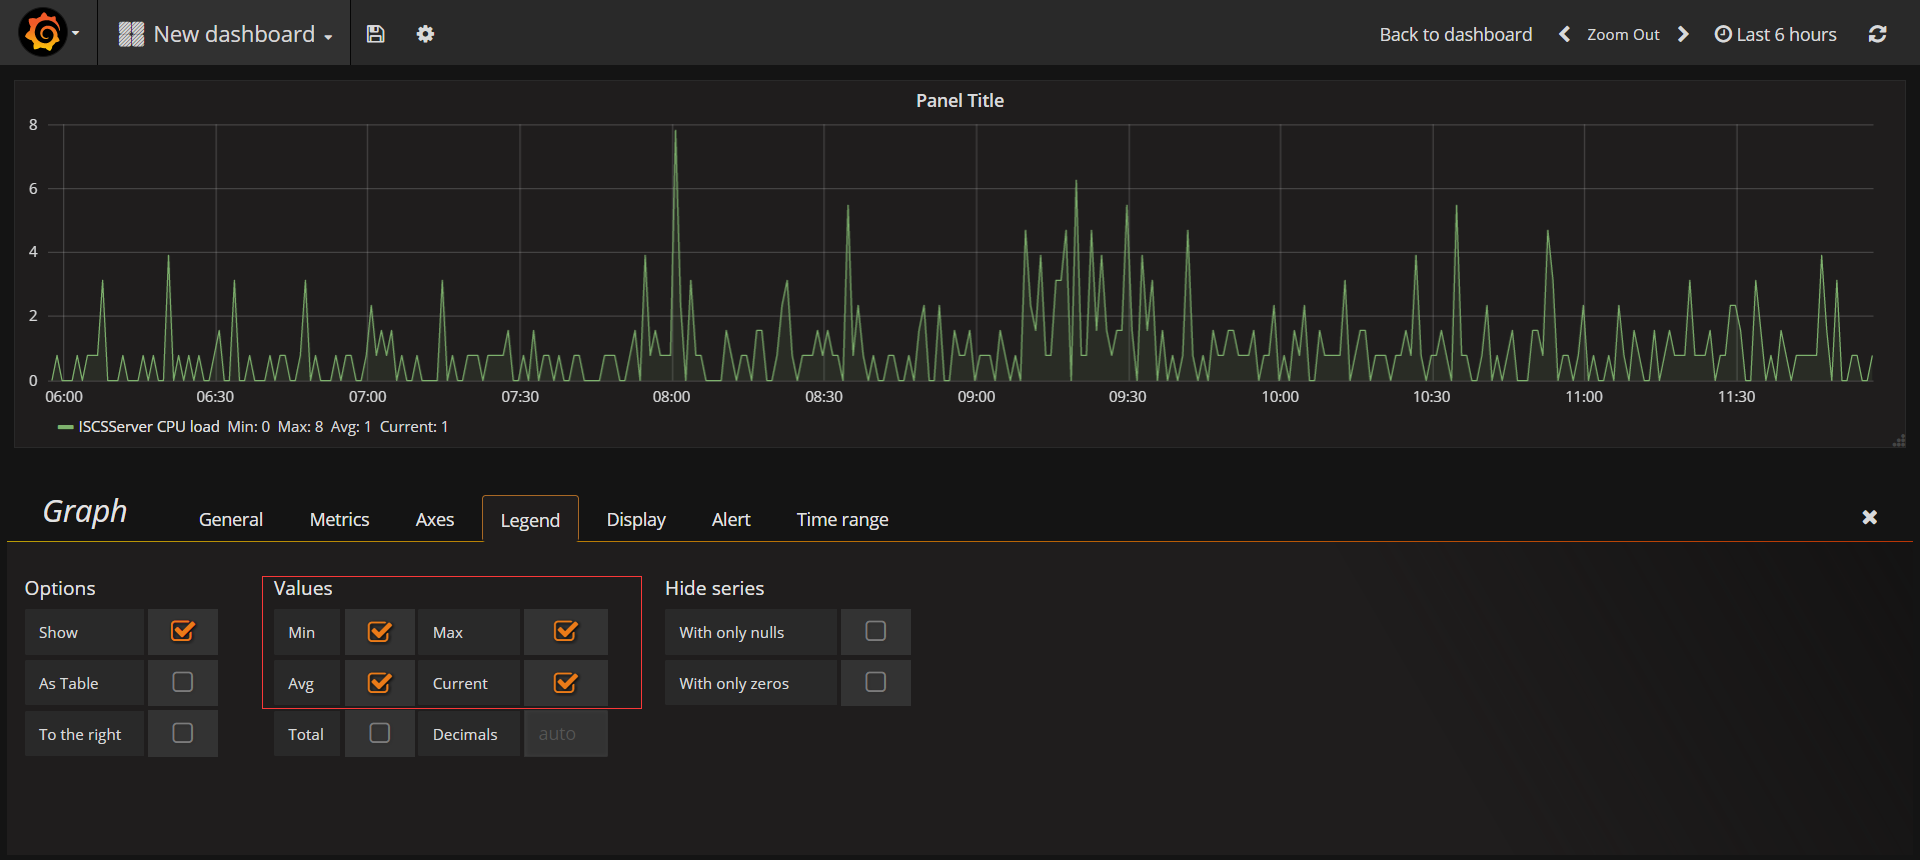 New dashboard
Back to dashboard Zoom Out Last 6 hours
Panel Title
8
6
4
2
0
06:00 06:30 07:00 07:30 08:00 08:30 09:00 09:30 10:00 10:30 11:00 11:30
ISCSServer CPU load Min: 0 Max: 8 Avg: 1 Current: 1
Graph General Metrics Axes Legend Display Alert Time range
Options Values Hide series
Show Min Max With only nulls
As Table Avg Current With only zeros
To the right Total Decimals auto